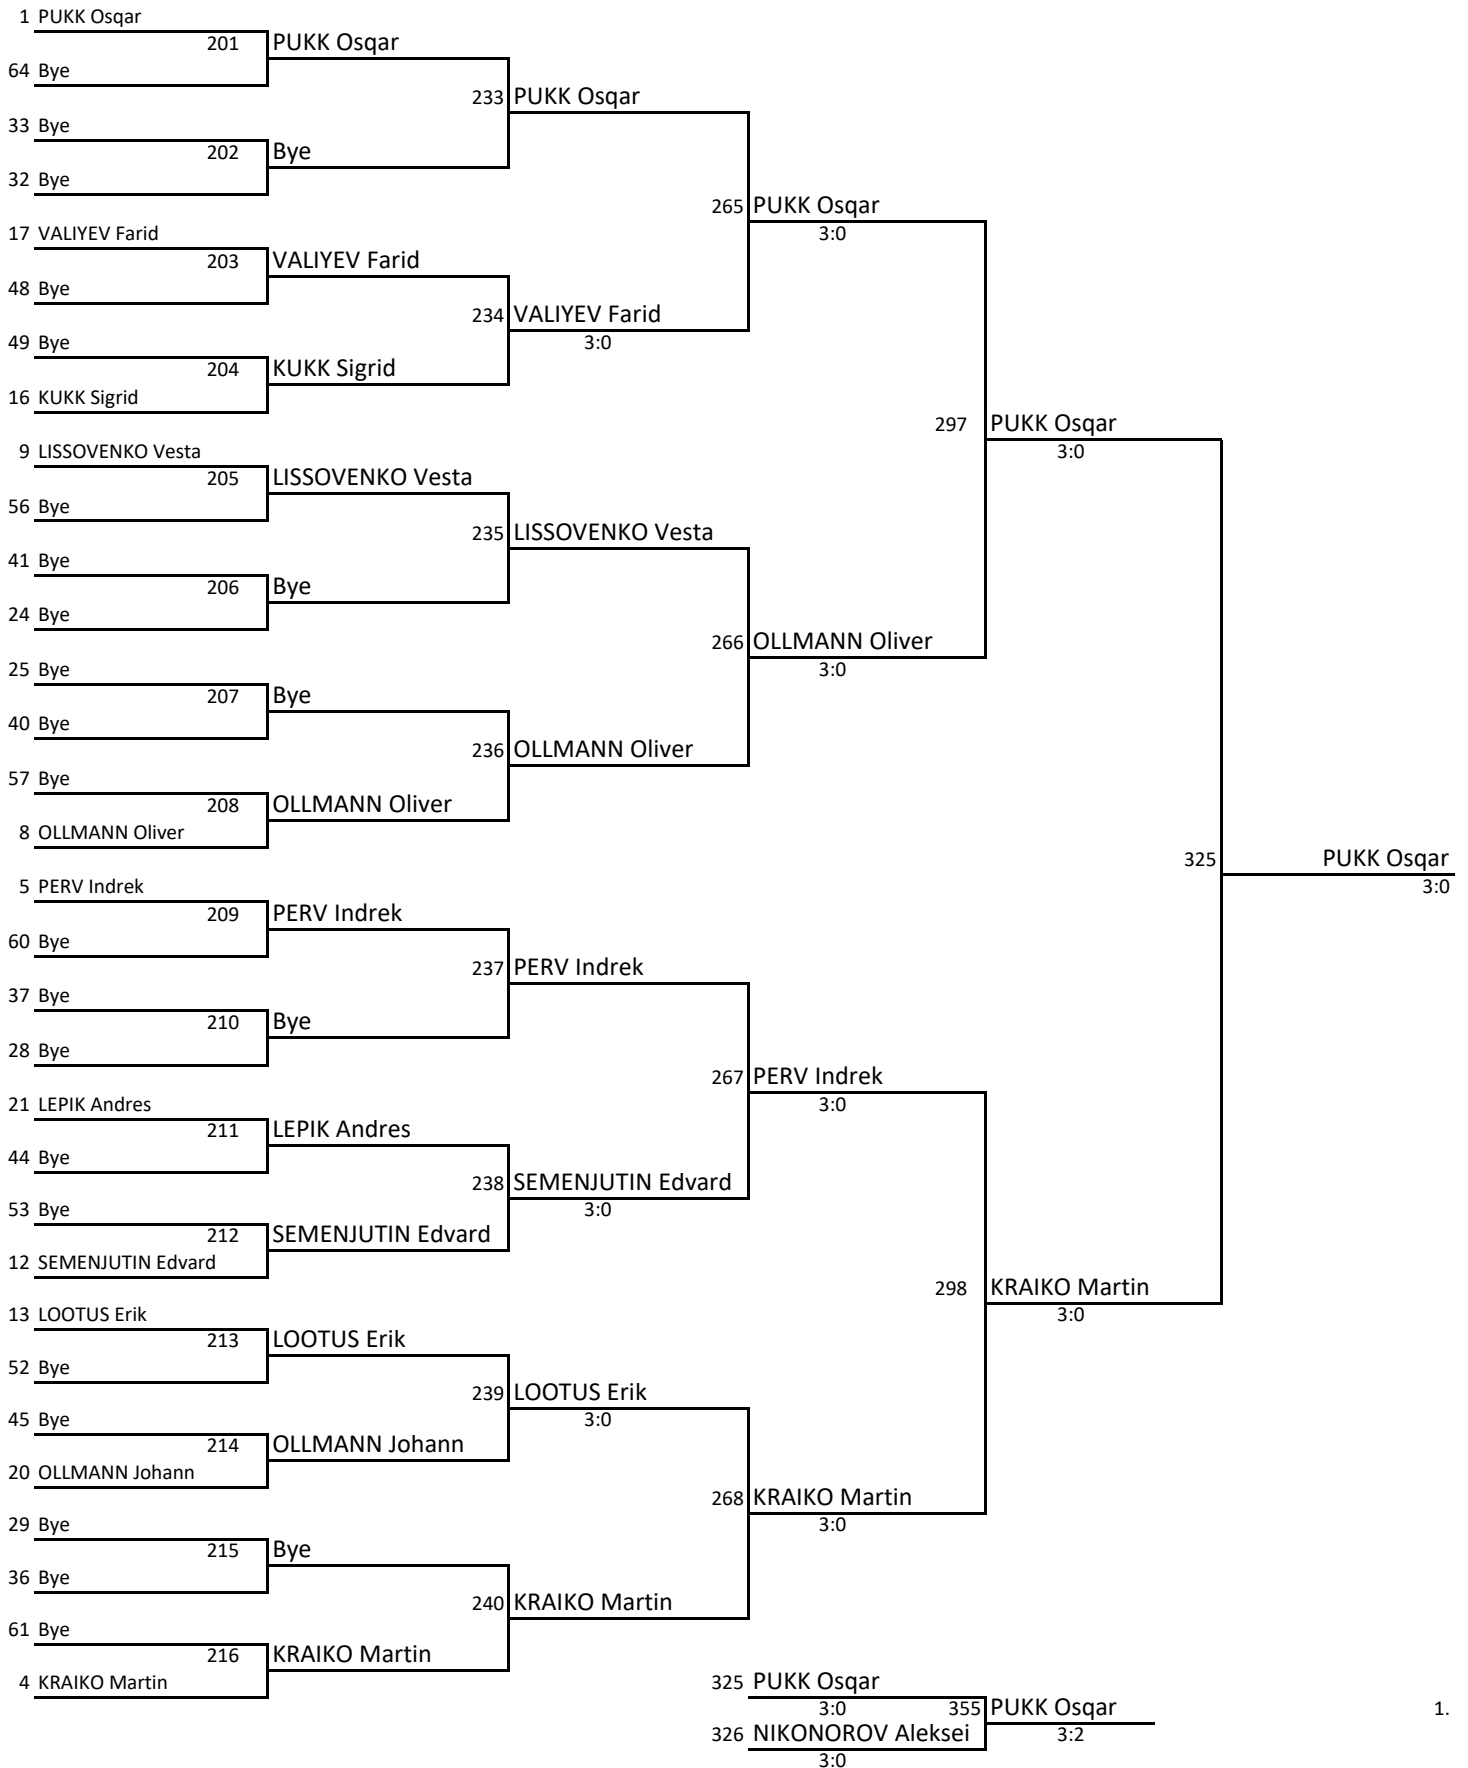 1 PUKK Osqar
201 PUKK Osqar
64 Bye
233 PUKK Osqar
33 Bye
202 Bye
32 Bye
265 PUKK Osqar
17 VALIYEV Farid 3:0
203 VALIYEV Farid
48 Bye
234 VALIYEV Farid
49 Bye 3:0
204 KUKK Sigrid
16 KUKK Sigrid
297 PUKK Osqar
9 LISSOVENKO Vesta 3:0
205 LISSOVENKO Vesta
56 Bye
235 LISSOVENKO Vesta
41 Bye
206 Bye
24 Bye
266 OLLMANN Oliver
25 Bye 3:0
207 Bye
40 Bye
236 OLLMANN Oliver
57 Bye
208 OLLMANN Oliver
8 OLLMANN Oliver
325 PUKK Osqar
5 PERV Indrek 3:0
209 PERV Indrek
60 Bye
237 PERV Indrek
37 Bye
210 Bye
28 Bye
267 PERV Indrek
21 LEPIK Andres 3:0
211 LEPIK Andres
44 Bye
238 SEMENJUTIN Edvard
53 Bye 3:0
212 SEMENJUTIN Edvard
12 SEMENJUTIN Edvard
298 KRAIKO Martin
13 LOOTUS Erik 3:0
213 LOOTUS Erik
52 Bye
239 LOOTUS Erik
45 Bye 3:0
214 OLLMANN Johann
20 OLLMANN Johann
268 KRAIKO Martin
29 Bye 3:0
215 Bye
36 Bye
240 KRAIKO Martin
61 Bye
216 KRAIKO Martin
4 KRAIKO Martin
325 PUKK Osqar
3:0 355 PUKK Osqar 1.
326 NIKONOROV Aleksei 3:2
3:0